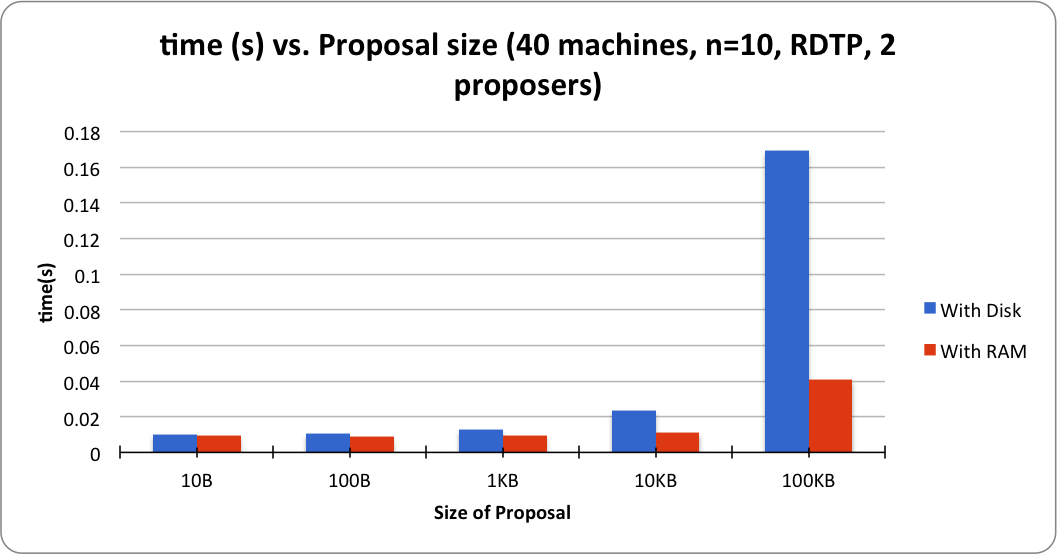 time (s) vs. Proposal size (40 machines, n=10, RDTP, 2
proposers)
0.18
0.16
0.14
0.12
0.1
0.08
0.06
0.04
0.02
0
time(s)
10B
100B
1KB
10KB
100KB
Size of Proposal
With Disk
With RAM